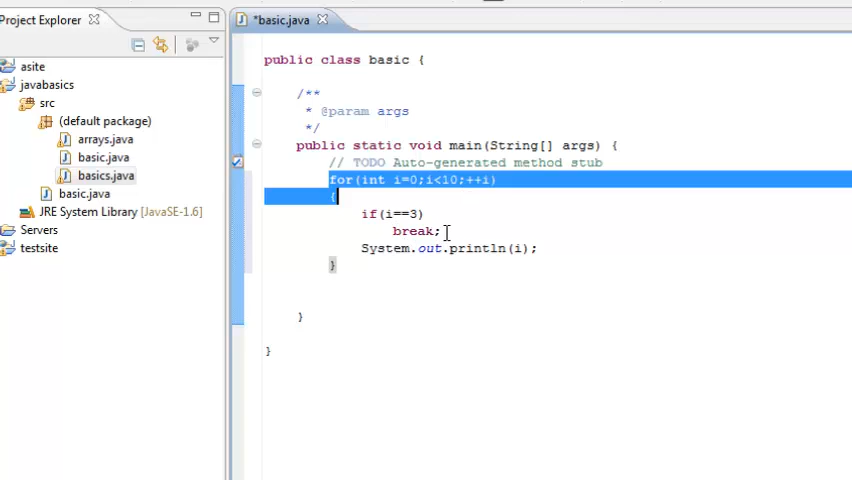 Project Explorer
asite
javabasics
src
(default package)
arrays.java
basic.java
basics.java
basic.java
JRE System Library [JavaSE-1.6]
Servers
testsite
*basic.java
public class basic {
/**
* @param args
*/
public static void main(String[] args) {
// TODO Auto-generated method stub
for(int i=0;i<10;++i)
{
if(i==3)
break;
System.out.println(i);
}
}
}